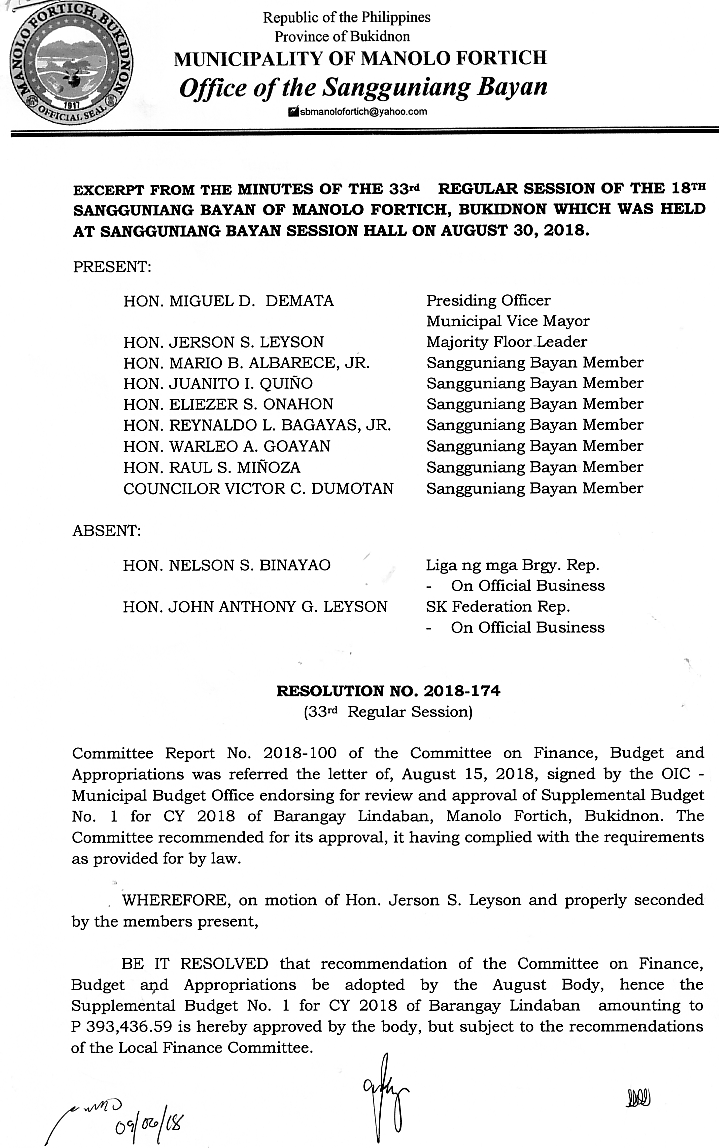 Republic of the Philippines
Province of Bukidnon
MUNICIPALITY OF MANOLO FORTICH
Office of the Sangguniang Bayan
sbmanolofortich@yahoo.com
MANOLO FORTICH, BUKIDNON
1917
OFFICIAL SEAL
EXCERPT FROM THE MINUTES OF THE 33rd REGULAR SESSION OF THE 18TH
SANGGUNIANG BAYAN OF MANOLO FORTICH, BUKIDNON WHICH WAS HELD
AT SANGGUNIANG BAYAN SESSION HALL ON AUGUST 30, 2018.
PRESENT:
HON. MIGUEL D. DEMATA Presiding Officer
Municipal Vice Mayor
HON. JERSON S. LEYSON Majority Floor Leader
HON. MARIO B. ALBARECE, JR. Sangguniang Bayan Member
HON. JUANITO I. QUIÑO Sangguniang Bayan Member
HON. ELIEZER S. ONAHON Sangguniang Bayan Member
HON. REYNALDO L. BAGAYAS, JR. Sangguniang Bayan Member
HON. WARLEO A. GOAYAN Sangguniang Bayan Member
HON. RAUL S. MIÑOZA Sangguniang Bayan Member
COUNCILOR VICTOR C. DUMOTAN Sangguniang Bayan Member
ABSENT:
HON. NELSON S. BINAYAO Liga ng mga Brgy. Rep.
- On Official Business
HON. JOHN ANTHONY G. LEYSON SK Federation Rep.
- On Official Business
RESOLUTION NO. 2018-174
(33rd Regular Session)
Committee Report No. 2018-100 of the Committee on Finance, Budget and
Appropriations was referred the letter of, August 15, 2018, signed by the OIC -
Municipal Budget Office endorsing for review and approval of Supplemental Budget
No. 1 for CY 2018 of Barangay Lindaban, Manolo Fortich, Bukidnon. The
Committee recommended for its approval, it having complied with the requirements
as provided for by law.
WHEREFORE, on motion of Hon. Jerson S. Leyson and properly seconded
by the members present,
BE IT RESOLVED that recommendation of the Committee on Finance,
Budget and Appropriations be adopted by the August Body, hence the
Supplemental Budget No. 1 for CY 2018 of Barangay Lindaban amounting to
P 393,436.59 is hereby approved by the body, but subject to the recommendations
of the Local Finance Committee.
09/06/18